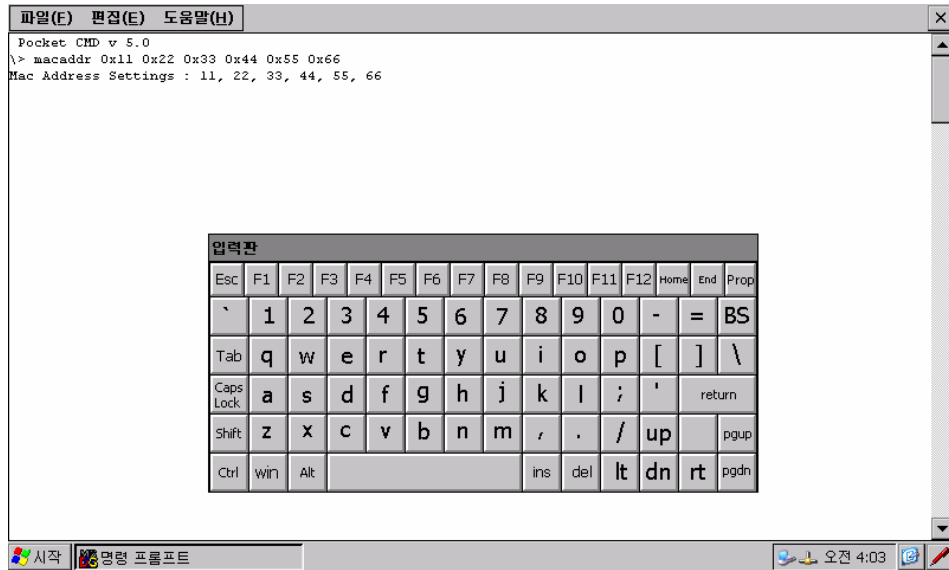 파일(F) 편집(E) 도움말(H)
Pocket CMD v 5.0
\> macaddr 0x11 0x22 0x33 0x44 0x55 0x66
Mac Address Settings : 11, 22, 33, 44, 55, 66
입력판
Esc F1 F2 F3 F4 F5 F6 F7 F8 F9 F10 F11 F12 Home End Prop
` 1 2 3 4 5 6 7 8 9 0 - = BS
Tab q w e r t y u i o p [ ] \
Caps Lock a s d f g h j k l ; ' return
Shift z x c v b n m , . / up pgup
Ctrl win Alt ins del lt dn rt pgdn
시작 명령 프롬프트 오전 4:03